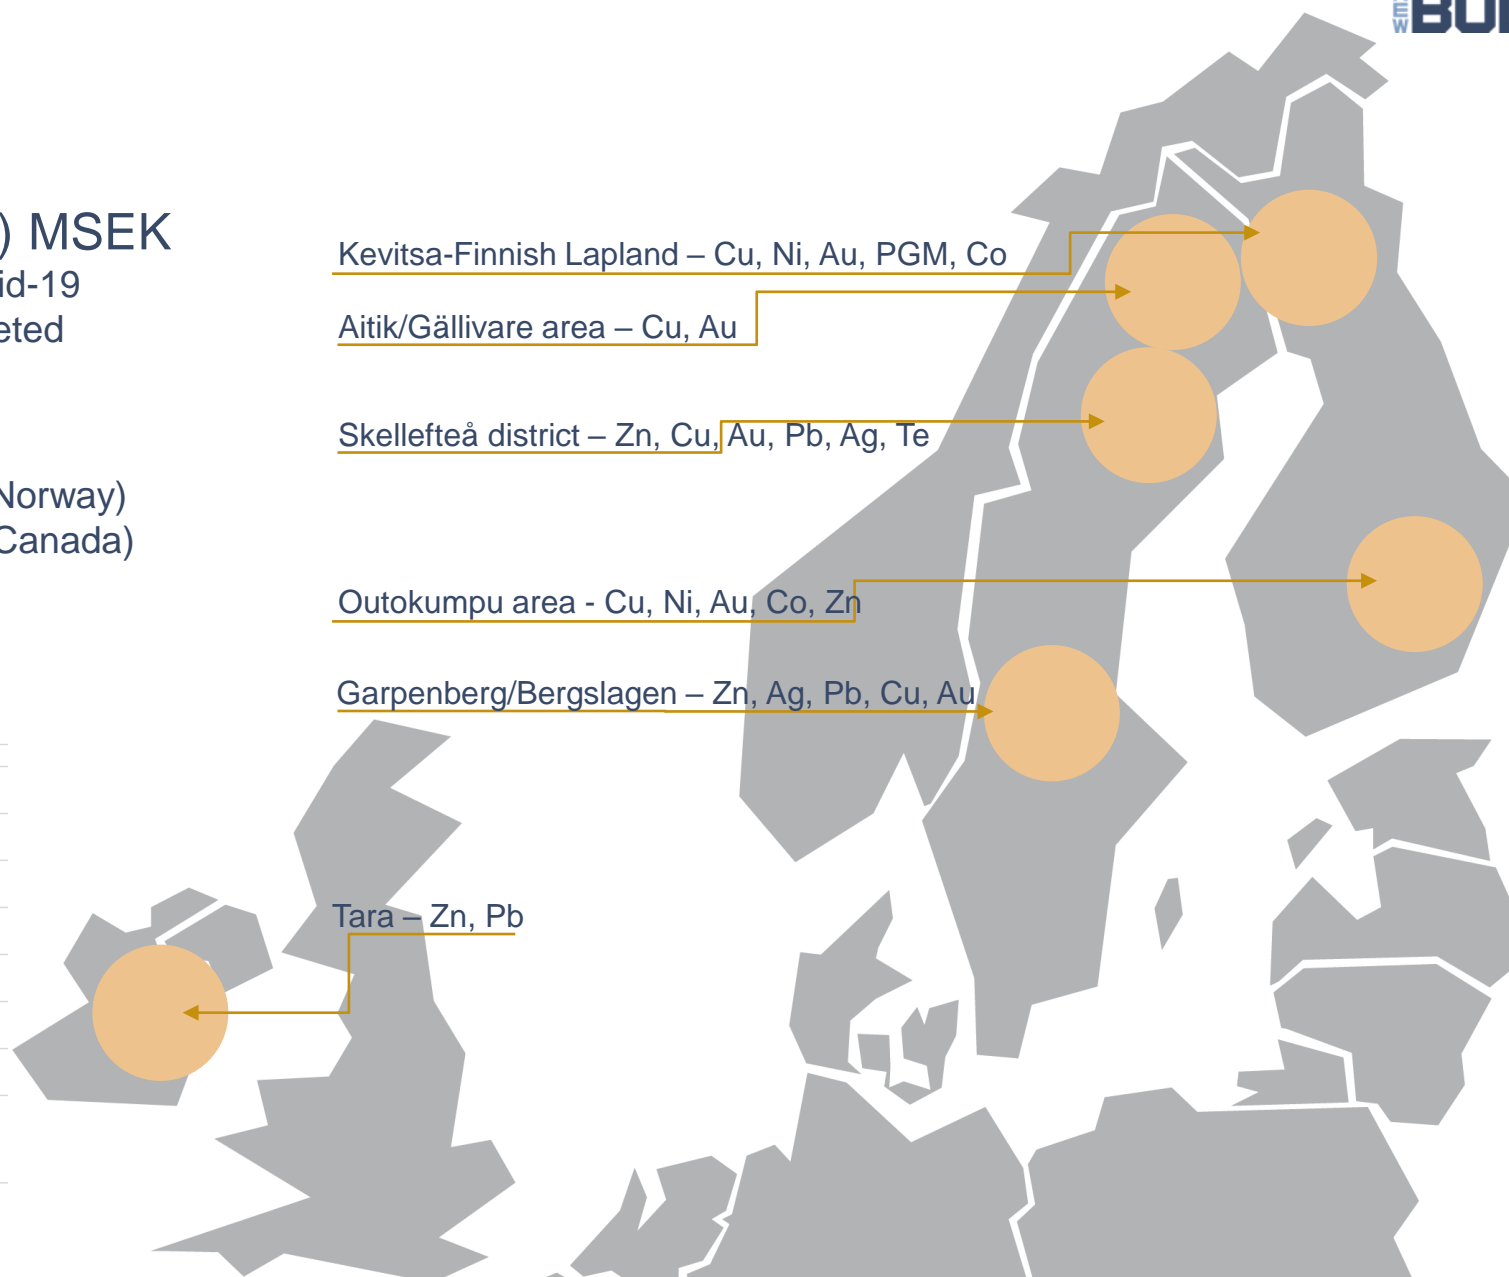 ) MSEK
id-19
eted
Norway)
Canada)
Kevitsa-Finnish Lapland – Cu, Ni, Au, PGM, Co
Aitik/Gällivare area – Cu, Au
Skellefteå district – Zn, Cu, Au, Pb, Ag, Te
Outokumpu area - Cu, Ni, Au, Co, Zn
Garpenberg/Bergslagen – Zn, Ag, Pb, Cu, Au
Tara – Zn, Pb